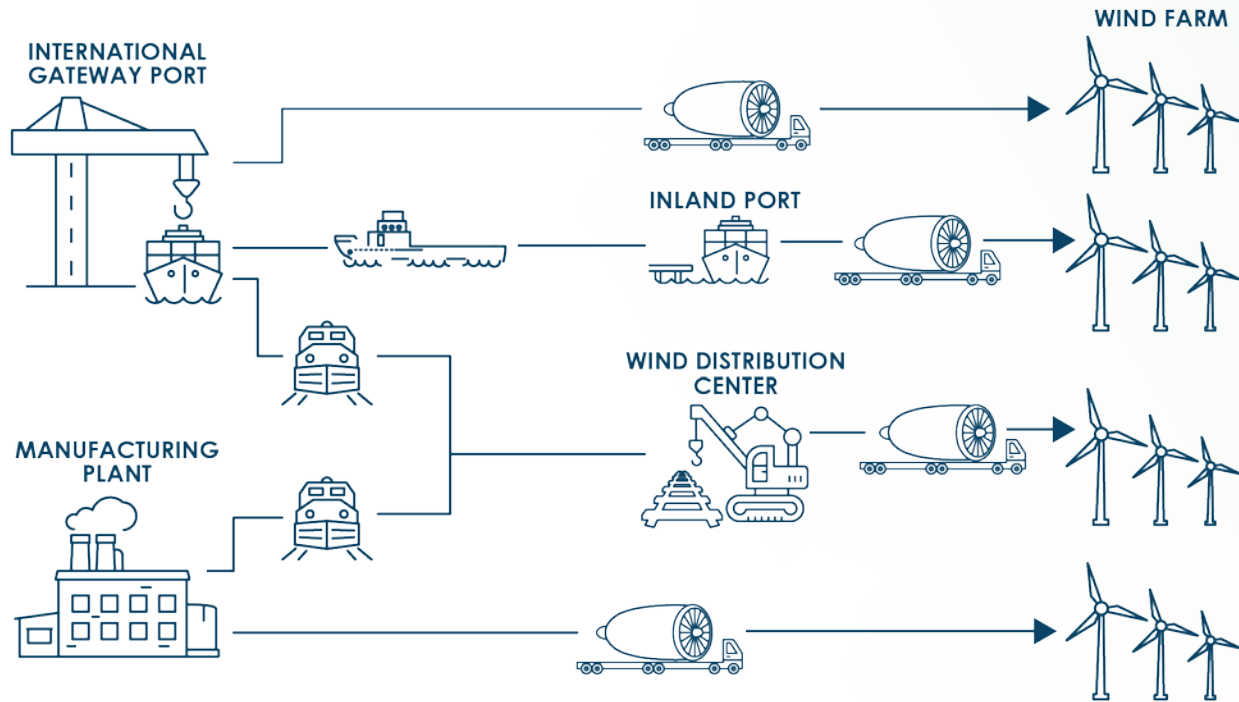 WIND FARM
INTERNATIONAL
GATEWAY PORT
INLAND PORT
WIND DISTRIBUTION
CENTER
MANUFACTURING
PLANT